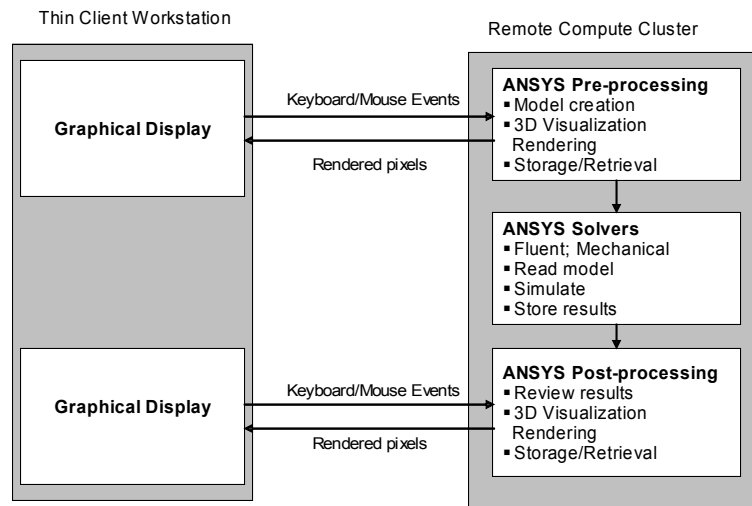 Thin Client Workstation
Remote Compute Cluster
Graphical Display
Keyboard/Mouse Events
Rendered pixels
ANSYS Pre-processing
▪ Model creation
▪ 3D Visualization
Rendering
▪ Storage/Retrieval
ANSYS Solvers
▪ Fluent; Mechanical
▪ Read model
▪ Simulate
▪ Store results
Graphical Display
Keyboard/Mouse Events
Rendered pixels
ANSYS Post-processing
▪ Review results
▪ 3D Visualization
Rendering
▪ Storage/Retrieval